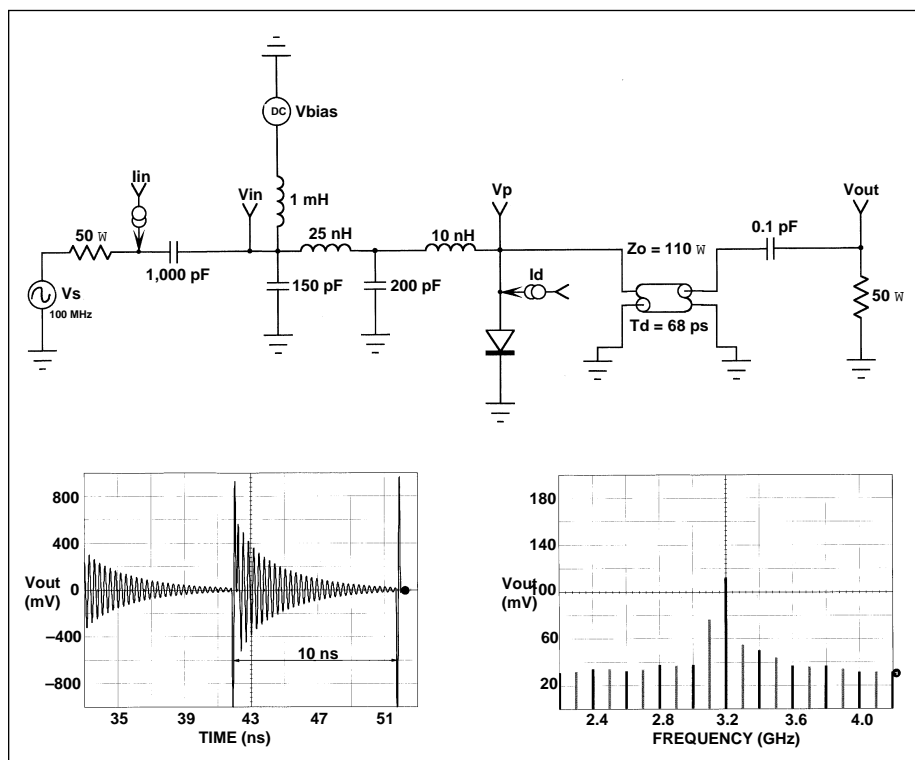 DC
Vbias
Iin
Vin
1 mH
Vp
Vout
50 W
25 nH
10 nH
Zo = 110 W
0.1 pF
1,000 pF
Id
Vs
100 MHz
150 pF
200 pF
50 W
Td = 68 ps
800
400
Vout
(mV)
0
–400
–800
10 ns
35
39
43
47
51
TIME (ns)
180
140
Vout
(mV)
100
60
20
2.4
2.8
3.2
3.6
4.0
FREQUENCY (GHz)